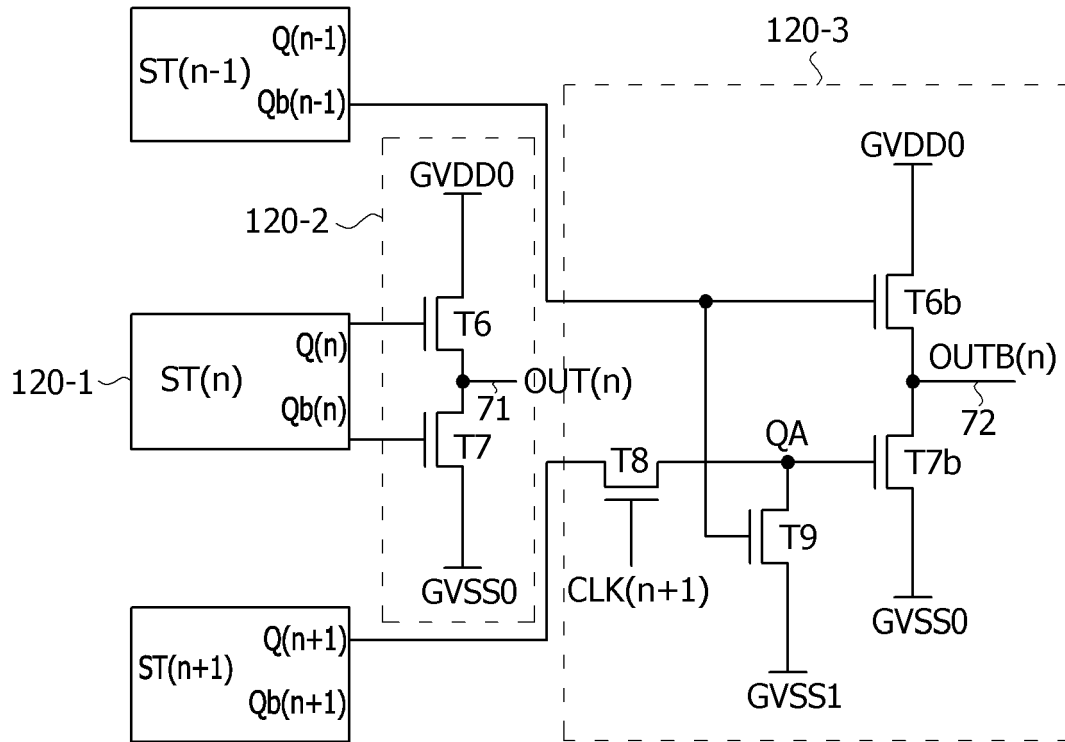 120-3
Q(n-1)
ST(n-1)
Qb(n-1)
GVDD0
GVDD0
120-2
T6
T6b
Q(n)
OUTB(n)
120-1
ST(n)
OUT(n)
71
72
Qb(n)
T7
QA
T8
T7b
T9
GVSS0
CLK(n+1)
GVSS0
Q(n+1)
ST(n+1)
Qb(n+1)
GVSS1